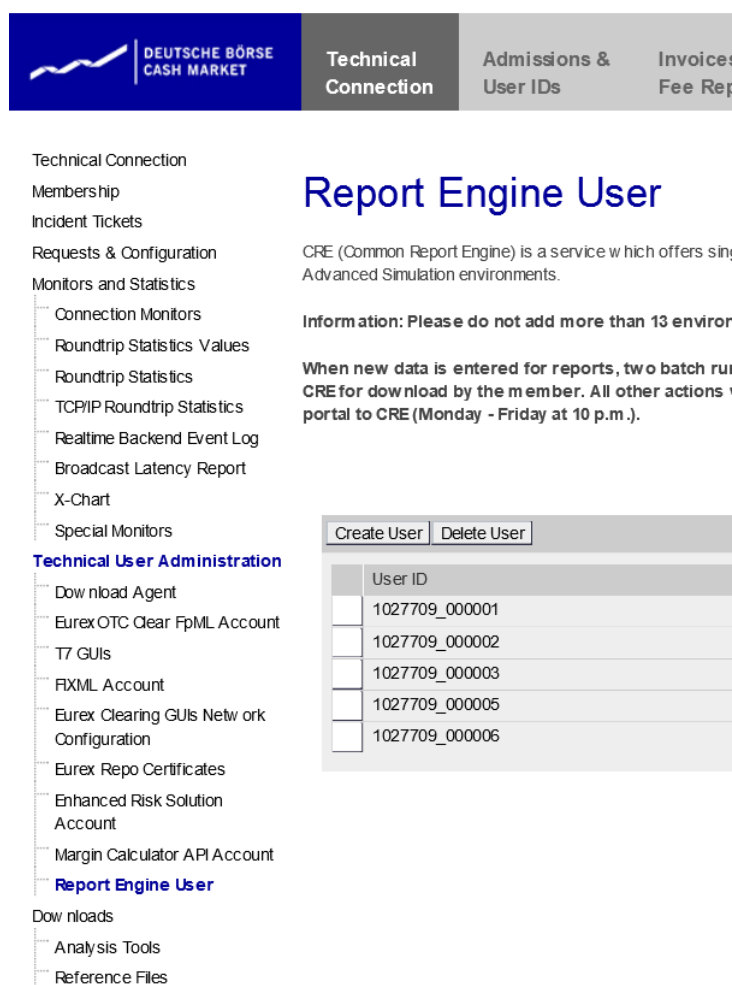 DEUTSCHE BÖRSE
CASH MARKET
Technical
Connection
Admissions &
User IDs
Invoices
Fee Rep
Technical Connection
Membership
Incident Tickets
Requests & Configuration
Monitors and Statistics
Connection Monitors
Roundtrip Statistics Values
Roundtrip Statistics
TCP/IP Roundtrip Statistics
Realtime Backend Event Log
Broadcast Latency Report
X-Chart
Special Monitors
Technical User Administration
Download Agent
Eurex OTC Clear FpML Account
T7 GUIs
FIXML Account
Eurex Clearing GUIs Network
Configuration
Eurex Repo Certificates
Enhanced Risk Solution
Account
Margin Calculator API Account
Report Engine User
Downloads
Analysis Tools
Reference Files
Report Engine User
CRE (Common Report Engine) is a service which offers sing
Advanced Simulation environments.
Information: Please do not add more than 13 environ
When new data is entered for reports, two batch ru
CRE for download by the member. All other actions
portal to CRE (Monday - Friday at 10 p.m.).
Create User Delete User
User ID
1027709_000001
1027709_000002
1027709_000003
1027709_000005
1027709_000006